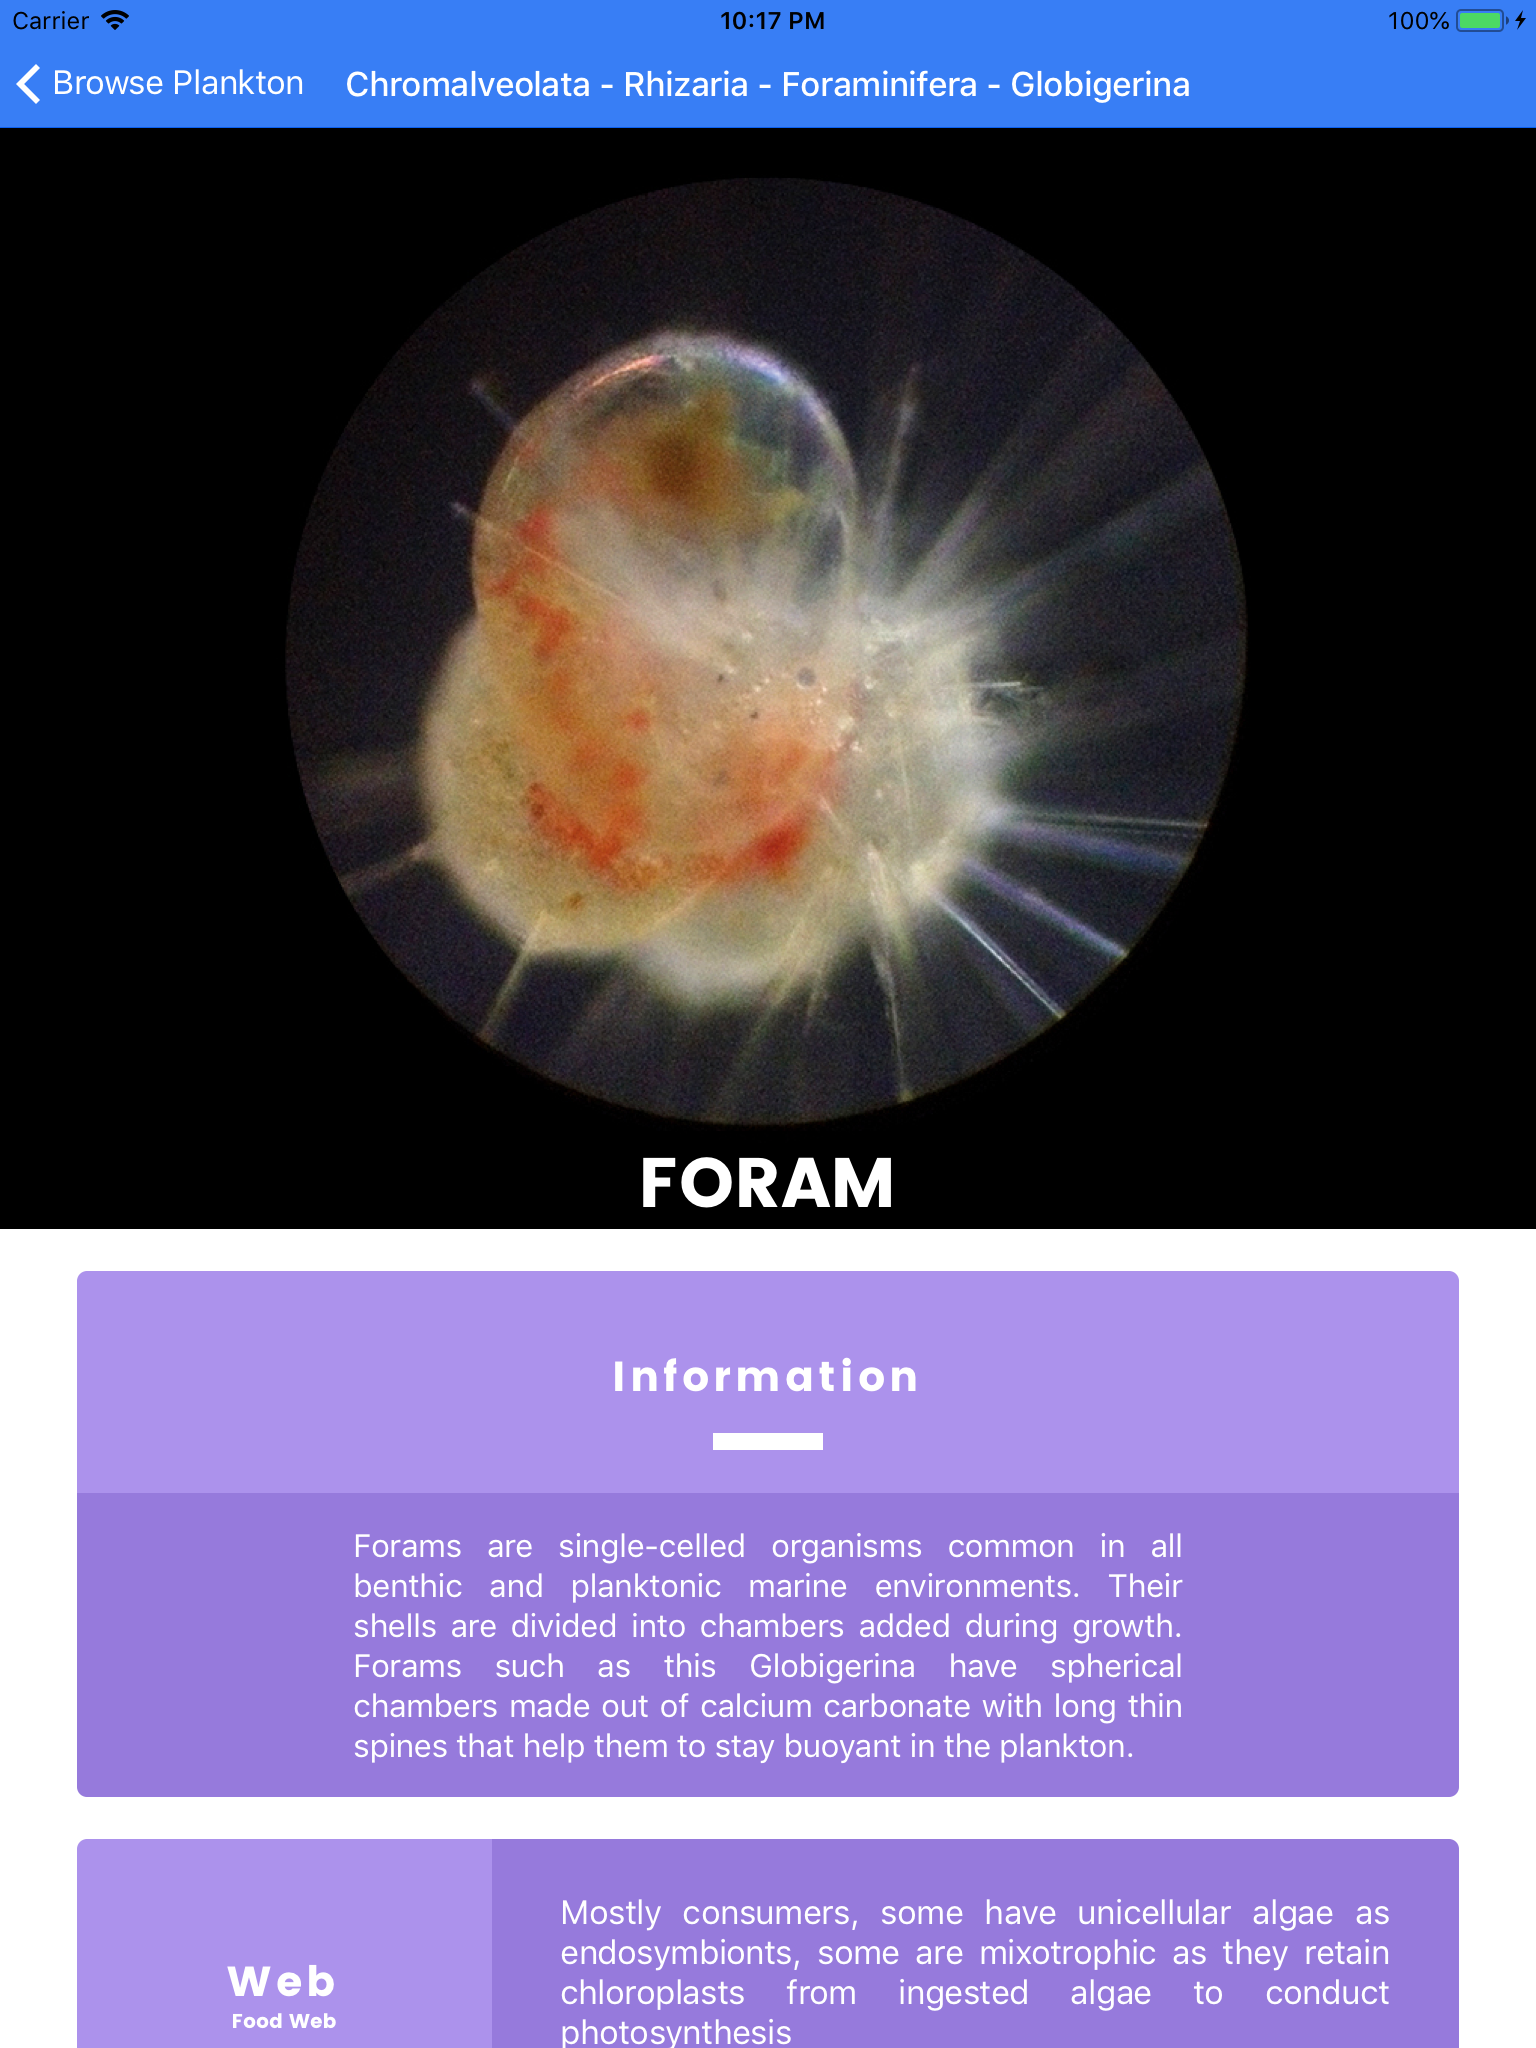 Carrier
10:17 PM
100%
Browse Plankton
Chromalveolata - Rhizaria - Foraminifera - Globigerina
FORAM
Information
Forams are single-celled organisms common in all
benthic and planktonic marine environments. Their
shells are divided into chambers added during growth.
Forams such as this Globigerina have spherical
chambers made out of calcium carbonate with long thin
spines that help them to stay buoyant in the plankton.
Web
Food Web
Mostly consumers, some have unicellular algae as
endosymbionts, some are mixotrophic as they retain
chloroplasts from ingested algae to conduct
photosynthesis